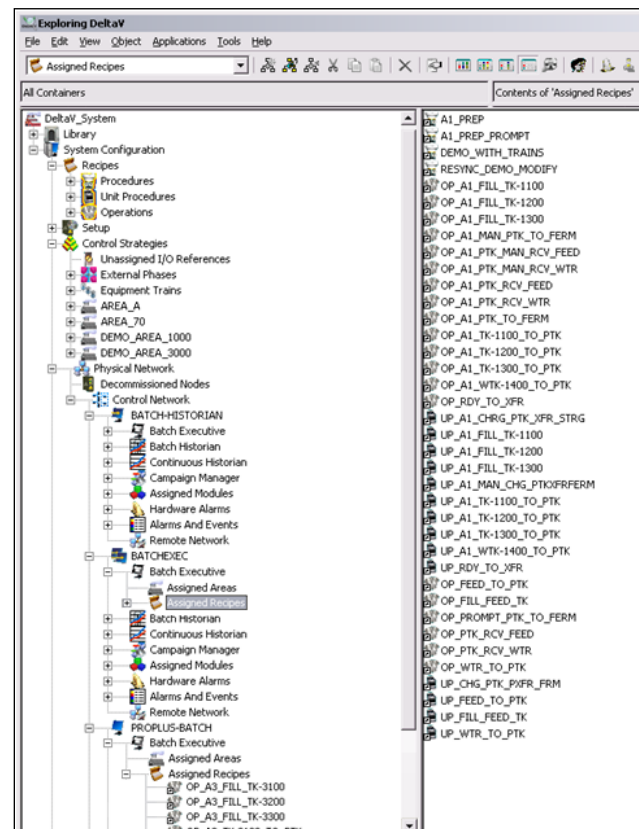 Exploring DeltaV
File Edit View Object Applications Tools Help
Assigned Recipes
All Containers
Contents of 'Assigned Recipes'
DeltaV_System
Library
System Configuration
Recipes
Procedures
Unit Procedures
Operations
Setup
Control Strategies
Unassigned I/O References
External Phases
Equipment Trains
AREA_A
AREA_70
DEMO_AREA_1000
DEMO_AREA_3000
Physical Network
Decommissioned Nodes
Control Network
BATCH-HISTORIAN
Batch Executive
Batch Historian
Continuous Historian
Campaign Manager
Assigned Modules
Hardware Alarms
Alarms And Events
Remote Network
BATCHEXEC
Batch Executive
Assigned Areas
Assigned Recipes
Batch Historian
Continuous Historian
Campaign Manager
Assigned Modules
Hardware Alarms
Alarms And Events
Remote Network
PROPLUS-BATCH
Batch Executive
Assigned Areas
Assigned Recipes
OP_A3_FILL_TK-3100
OP_A3_FILL_TK-3200
OP_A3_FILL_TK-3300
A1_PREP
A1_PREP_PROMPT
DEMO_WITH_TRAINS
RESYNC_DEMO_MODIFY
OP_A1_FILL_TK-1100
OP_A1_FILL_TK-1200
OP_A1_FILL_TK-1300
OP_A1_MAN_PTK_TO_FERM
OP_A1_PTK_MAN_RCV_FEED
OP_A1_PTK_MAN_RCV_WTR
OP_A1_PTK_RCV_FEED
OP_A1_PTK_RCV_WTR
OP_A1_PTK_TO_FERM
OP_A1_TK-1100_TO_PTK
OP_A1_TK-1200_TO_PTK
OP_A1_TK-1300_TO_PTK
OP_A1_WTK-1400_TO_PTK
OP_RDY_TO_XFR
UP_A1_CHRG_PTK_XFR_STRG
UP_A1_FILL_TK-1100
UP_A1_FILL_TK-1200
UP_A1_FILL_TK-1300
UP_A1_MAN_CHG_PTKXFRFERM
UP_A1_TK-1100_TO_PTK
UP_A1_TK-1200_TO_PTK
UP_A1_TK-1300_TO_PTK
UP_A1_WTK-1400_TO_PTK
UP_RDY_TO_XFR
OP_FEED_TO_PTK
OP_FILL_FEED_TK
OP_PROMPT_PTK_TO_FERM
OP_PTK_RCV_FEED
OP_PTK_RCV_WTR
OP_WTR_TO_PTK
UP_CHG_PTK_PXFR_FRM
UP_FEED_TO_PTK
UP_FILL_FEED_TK
UP_WTR_TO_PTK